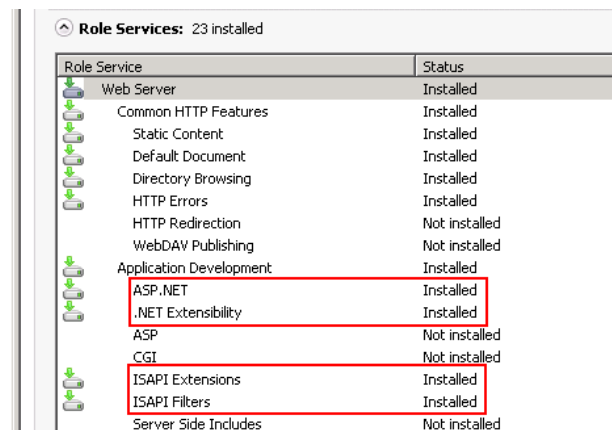 Role Services: 23 installed
Role Service Status
Web Server Installed
Common HTTP Features Installed
Static Content Installed
Default Document Installed
Directory Browsing Installed
HTTP Errors Installed
HTTP Redirection Not installed
WebDAV Publishing Not installed
Application Development Installed
ASP.NET Installed
.NET Extensibility Installed
ASP Not installed
CGI Not installed
ISAPI Extensions Installed
ISAPI Filters Installed
Server Side Includes Not installed